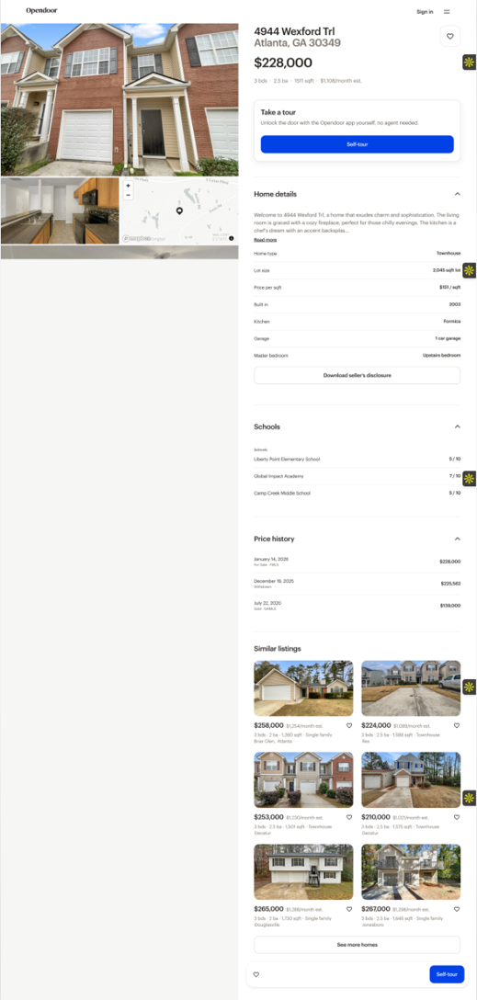 Opendoor
Sign in
4944 Wexford Trl
Atlanta, GA 30349
$228,000
3 bds · 2.5 ba · 1511 sqft · $1,108/month est.
Take a tour
Unlock the door with the Opendoor app yourself, no agent needed.
Self-tour
Home details
Welcome to 4944 Wexford Trl, a home that exudes charm and sophistication. The living
room is graced with a cozy fireplace, perfect for those chilly evenings. The kitchen is a
chef's dream with an accent backsplas...
Read more
Home type
Townhouse
Lot size
2,045 sqft lot
Price per sqft
$151 / sqft
Built in
2003
Kitchen
Formica
Garage
1 car garage
Master bedroom
Upstairs bedroom
Download seller's disclosure
Schools
Schools
Liberty Point Elementary School
5 / 10
Global Impact Academy
7 / 10
Camp Creek Middle School
5 / 10
Price history
January 14, 2026
For Sale · FMLS
$228,000
December 19, 2025
Withdrawn
$225,562
July 22, 2020
Sold · GAMLS
$139,000
Similar listings
$258,000 $1,254/month est.
3 bds · 2 ba · 1,260 sqft · Single family
Briar Glen, Atlanta
$224,000 $1,089/month est.
3 bds · 2.5 ba · 1,588 sqft · Townhouse
Rex
$253,000 $1,230/month est.
3 bds · 2.5 ba · 1,501 sqft · Townhouse
Decatur
$210,000 $1,021/month est.
3 bds · 2.5 ba · 1,575 sqft · Townhouse
Decatur
$265,000 $1,288/month est.
3 bds · 2 ba · 1,730 sqft · Single family
Douglasville
$267,000 $1,298/month est.
3 bds · 2.5 ba · 1,646 sqft · Single family
Jonesboro
See more homes
Self-tour